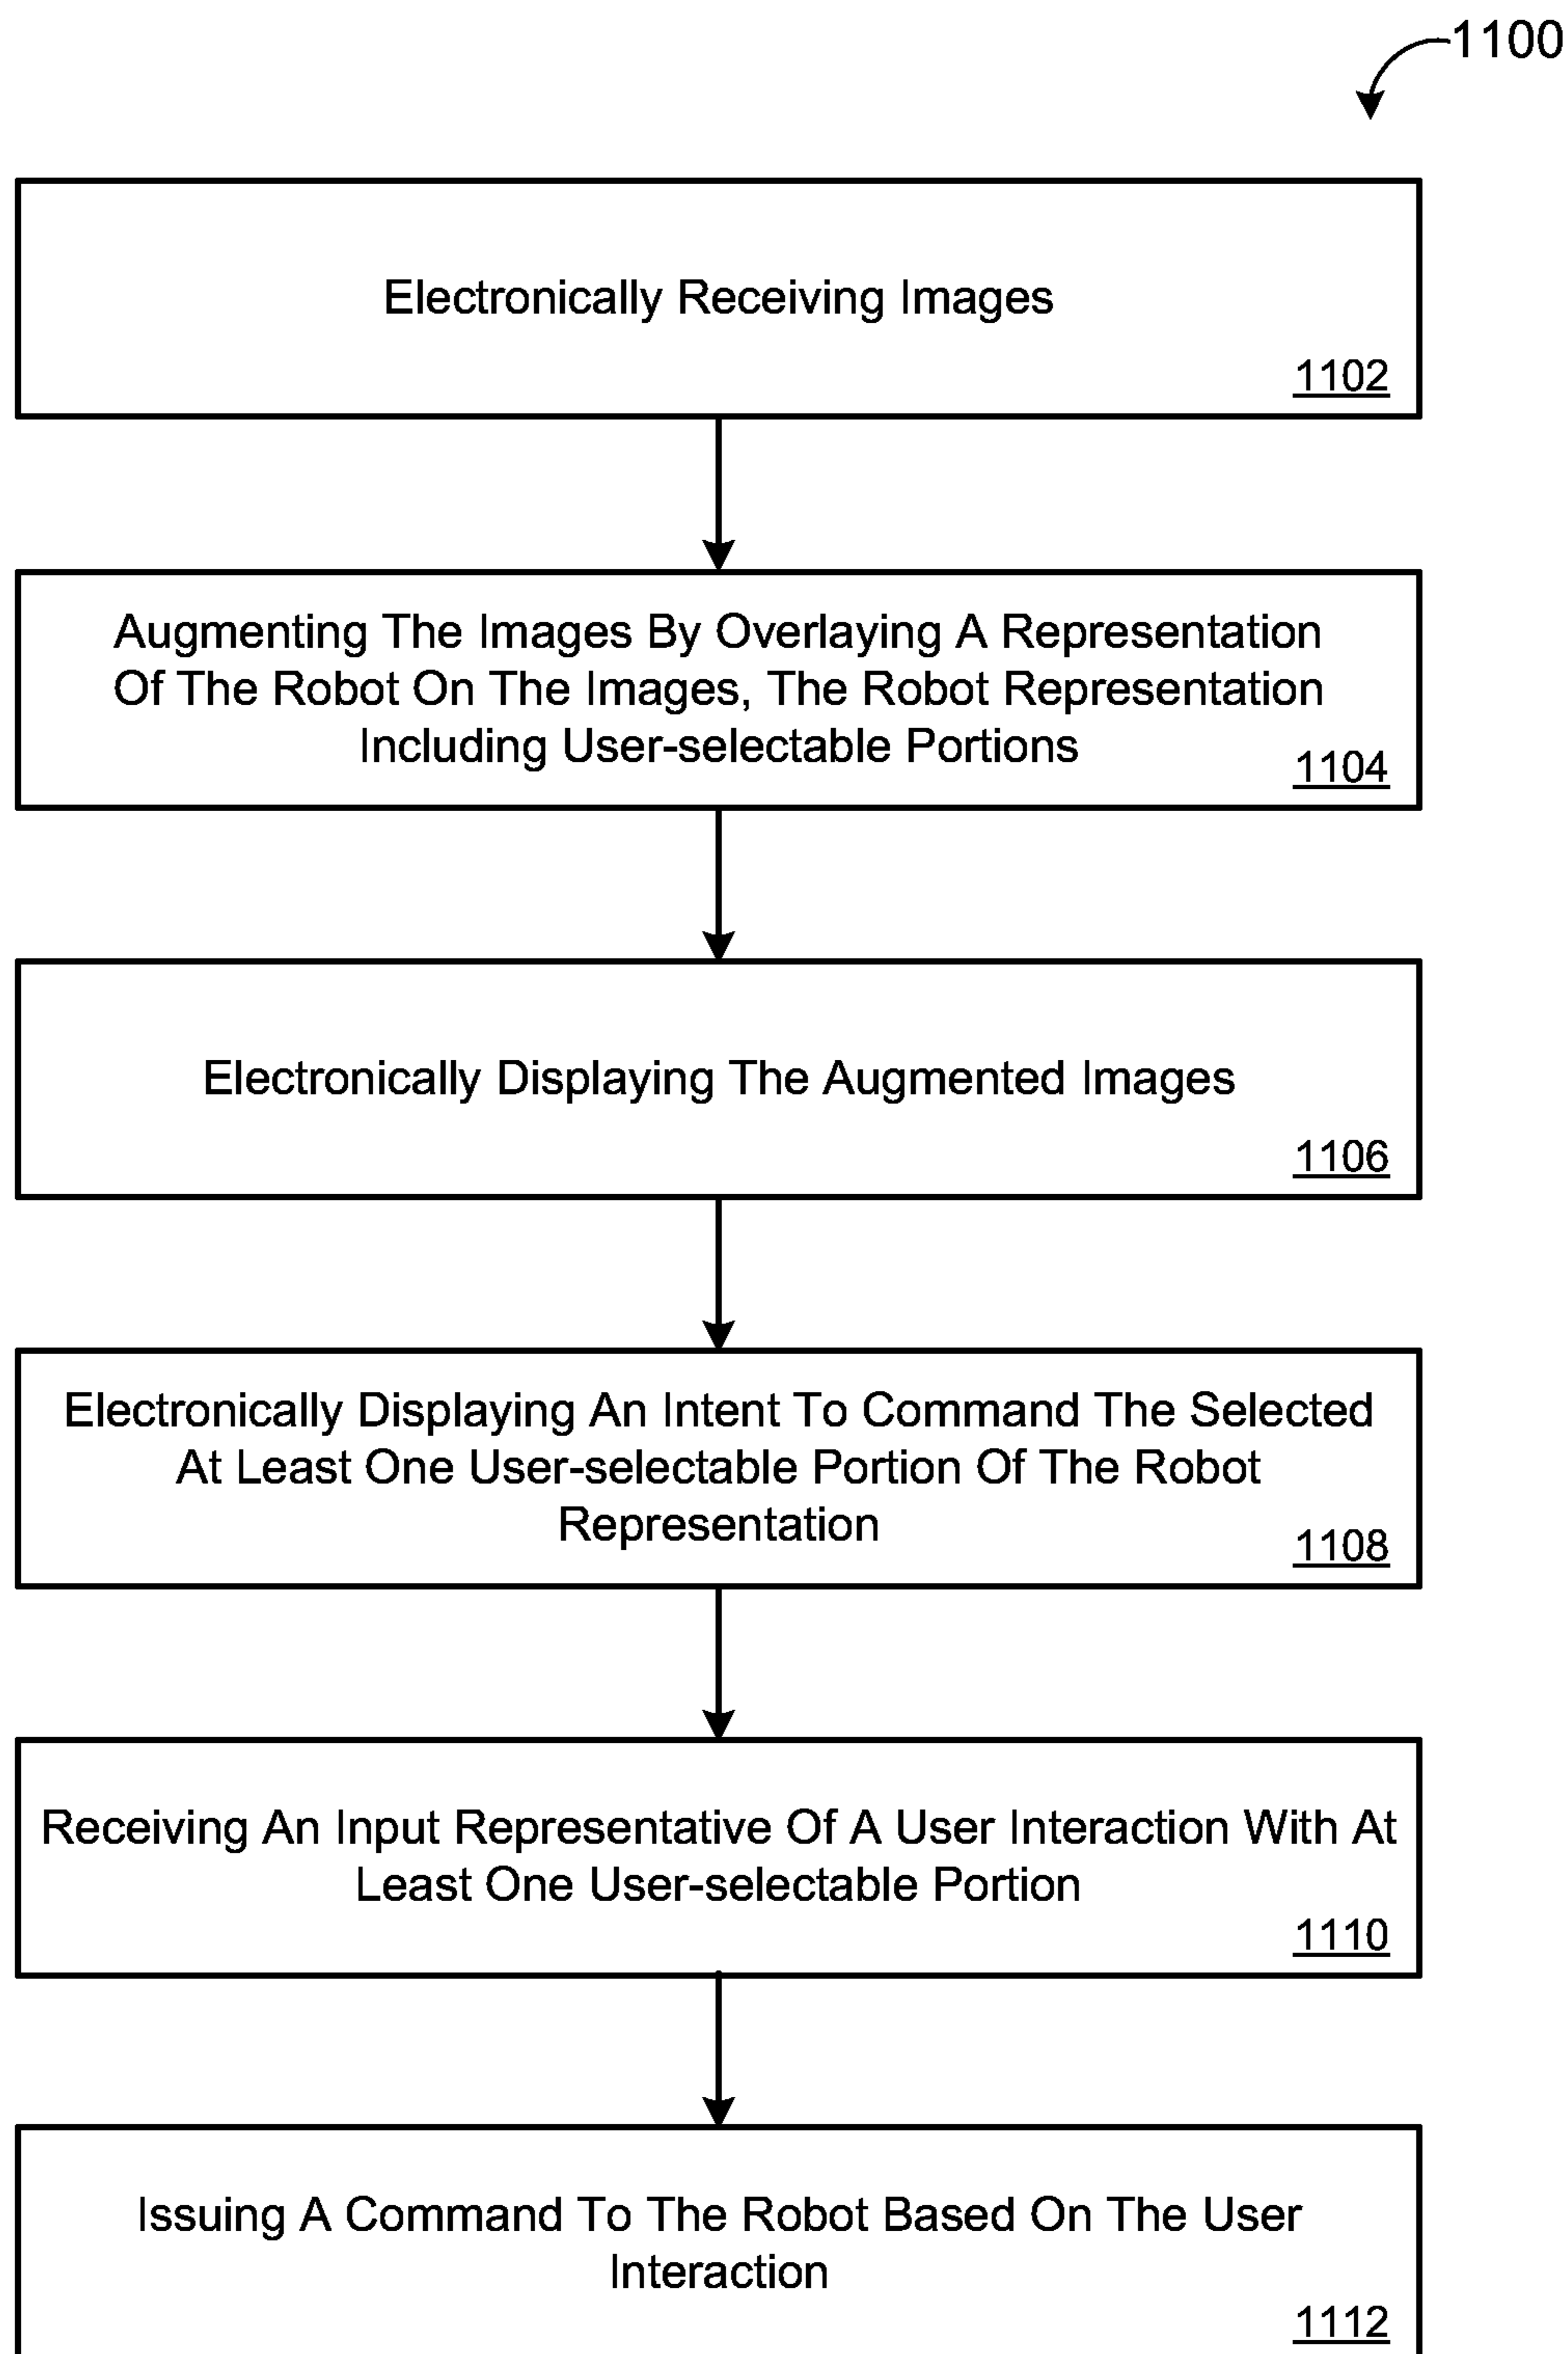 1100
Electronically Receiving Images
1102
Augmenting The Images By Overlaying A Representation
Of The Robot On The Images, The Robot Representation
Including User-selectable Portions
1104
Electronically Displaying The Augmented Images
1106
Electronically Displaying An Intent To Command The Selected
At Least One User-selectable Portion Of The Robot
Representation
1108
Receiving An Input Representative Of A User Interaction With At
Least One User-selectable Portion
1110
Issuing A Command To The Robot Based On The User
Interaction
1112